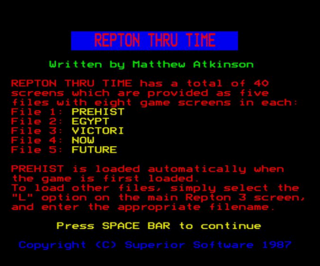 REPTON THRU TIME
Written by Matthew Atkinson
REPTON THRU TIME has a total of 40
screens which are provided as five
files with eight game screens in each:
File 1: PREHIST
File 2: EGYPT
File 3: VICTORI
File 4: NOW
File 5: FUTURE
PREHIST is loaded automatically when
the game is first loaded.
To load other files, simply select the
"L" option on the main Repton 3 screen,
and enter the appropriate filename.
Press SPACE BAR to continue
Copyright (C) Superior Software 1987